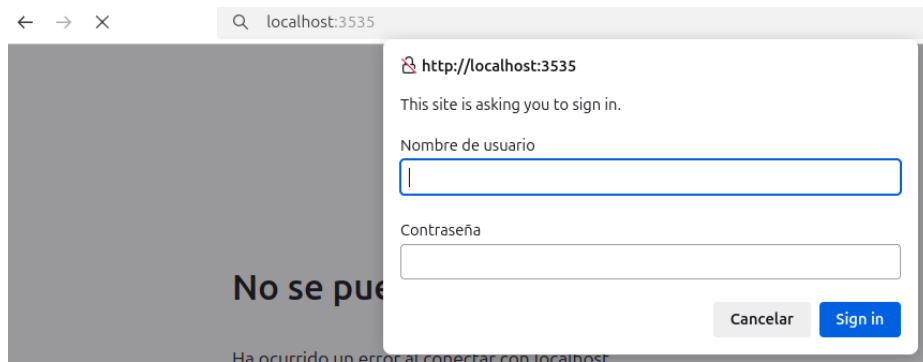 localhost:3535
http://localhost:3535
This site is asking you to sign in.
Nombre de usuario
Contraseña
No se pue
Cancelar Sign in
Ha ocurrido un error al conectar con localhost